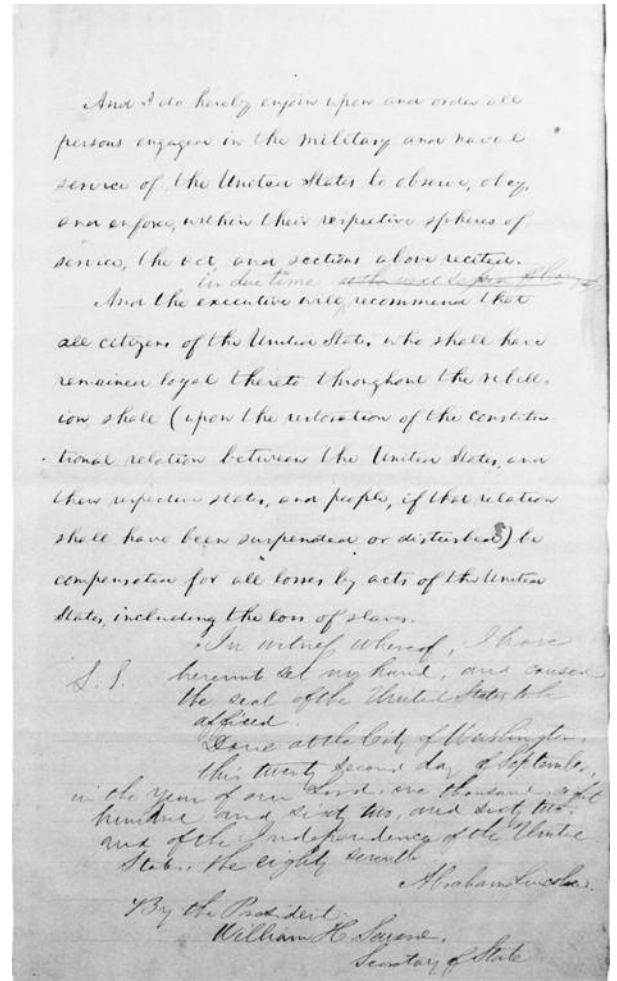 And I do hereby enjoin upon and order all
persons engaged in the military and naval
service of the United States to observe, obey,
and enforce, within their respective spheres of
service, the act, and sections above recited.
in due time
And the executive will recommend that
all citizens of the United States who shall have
remained loyal thereto throughout the rebell-
ion, shall (upon the restoration of the constitu-
tional relation between the United States, and
their respective states, and people, if that relation
shall have been suspended or disturbed) be
compensated for all losses by acts of the United
States, including the loss of slaves.
In witness whereof, I have
L.S. hereunto set my hand, and caused
the seal of the United States to be
affixed.
Done at the City of Washington,
this twenty second day of September,
in the year of our Lord, one thousand, eight
hundred and sixty two, and sixty two.
and of the Independence of the United
States, the eighty seventh.
Abraham Lincoln.
By the President.
William H. Seward,
Secretary of State